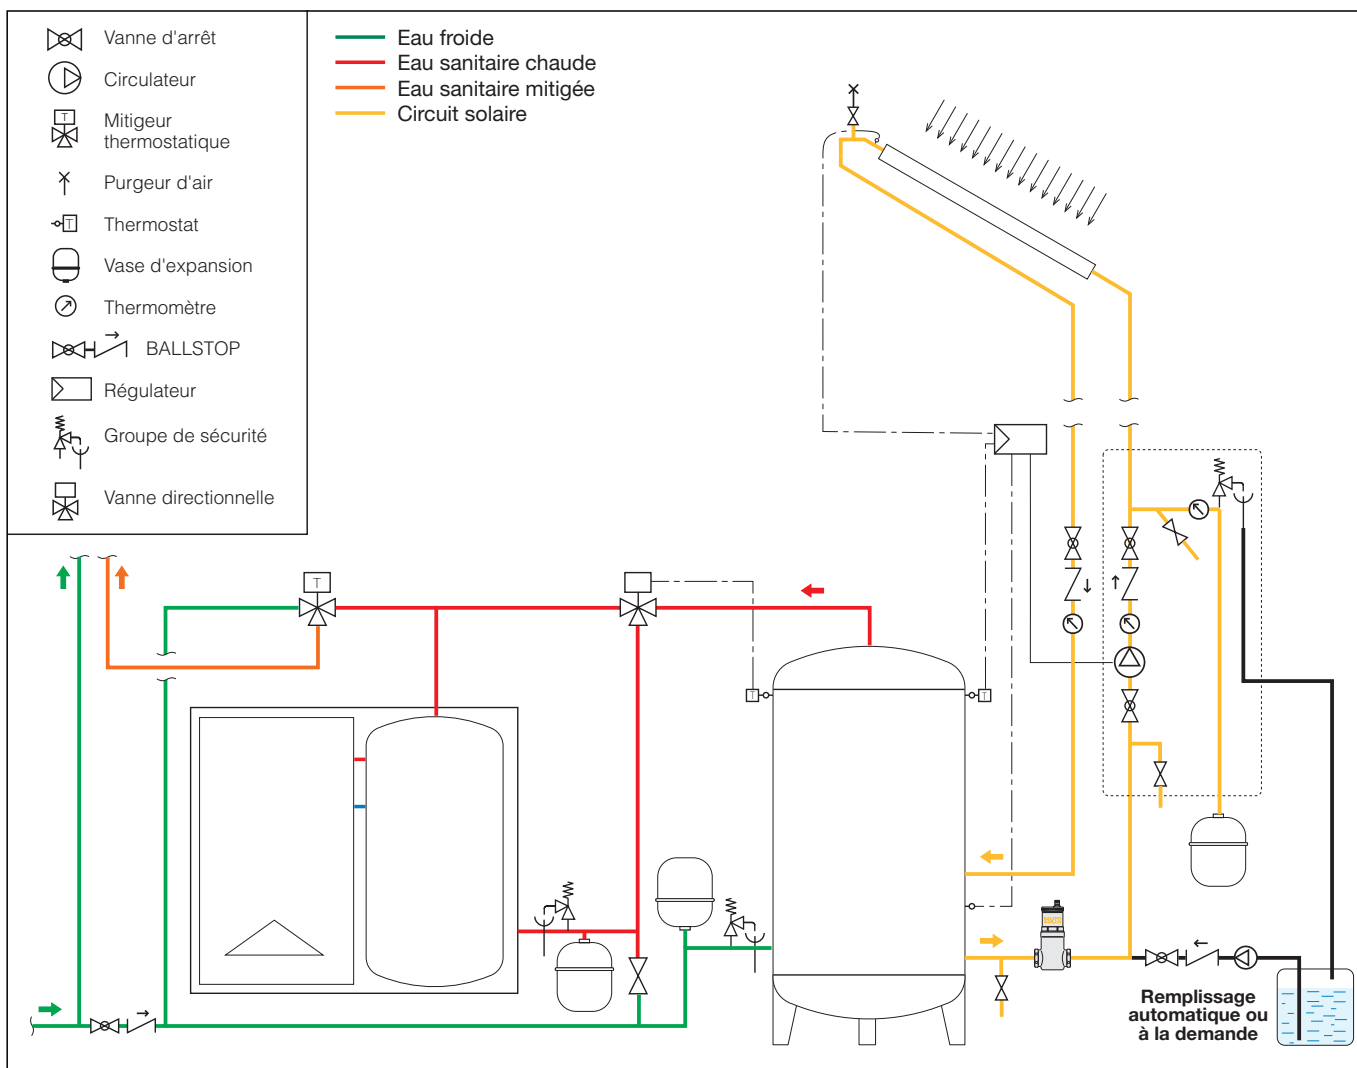 Vanne d'arrêt
Circulateur
T
Mitigeur
thermostatique
Purgeur d'air
T
Thermostat
Vase d'expansion
Thermomètre
BALLSTOP
Régulateur
Groupe de sécurité
Vanne directionnelle
Eau froide
Eau sanitaire chaude
Eau sanitaire mitigée
Circuit solaire
T
T
T
Remplissage
automatique ou
à la demande